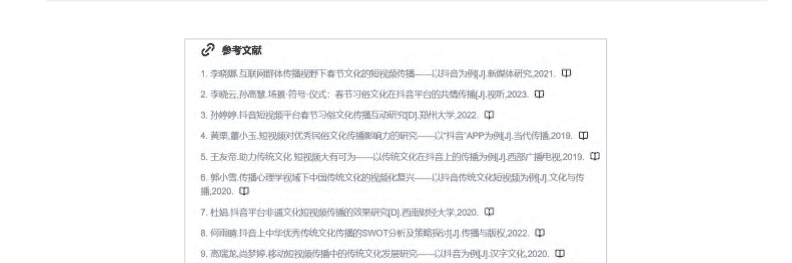 参考文献
1. 李晓娜.互联网群体传播视野下春节文化的短视频传播——以抖音为例[J].新媒体研究,2021.
2. 李晓云,孙高慧.场景·符号·仪式：春节习俗文化在抖音平台的共情传播[J].视听,2023.
3. 孙婷婷.抖音短视频平台春节习俗文化传播互动研究[D].郑州大学,2022.
4. 黄栗,董小玉.短视频对优秀民俗文化传播影响力的研究——以“抖音”APP为例[J].当代传播,2019.
5. 王友帝.助力传统文化 短视频大有可为——以传统文化在抖音上的传播为例[J].西部广播电视,2019.
6. 郭小雪.传播心理学视域下中国传统文化的视频化复兴——以抖音传统文化短视频为例[J].文化与传
播,2020.
7. 杜娟.抖音平台非遗文化短视频传播的效果研究[D].西南财经大学,2020.
8. 何雨晴.抖音上中华优秀传统文化传播的SWOT分析及策略探讨[J].传播与版权,2022.
9. 高瑞龙,尚梦婷.移动短视频传播中的传统文化发展研究——以抖音为例[J].汉字文化,2020.